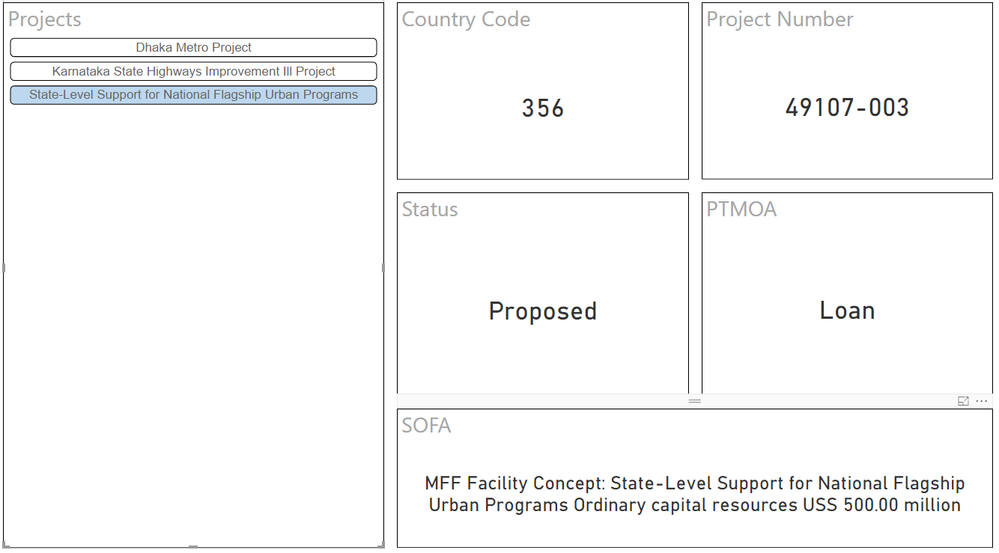 Projects
Dhaka Metro Project
Karnataka State Highways Improvement III Project
State-Level Support for National Flagship Urban Programs
Country Code
356
Project Number
49107-003
Status
Proposed
PTMOA
Loan
SOFA
MFF Facility Concept: State-Level Support for National Flagship
Urban Programs Ordinary capital resources USS 500.00 million